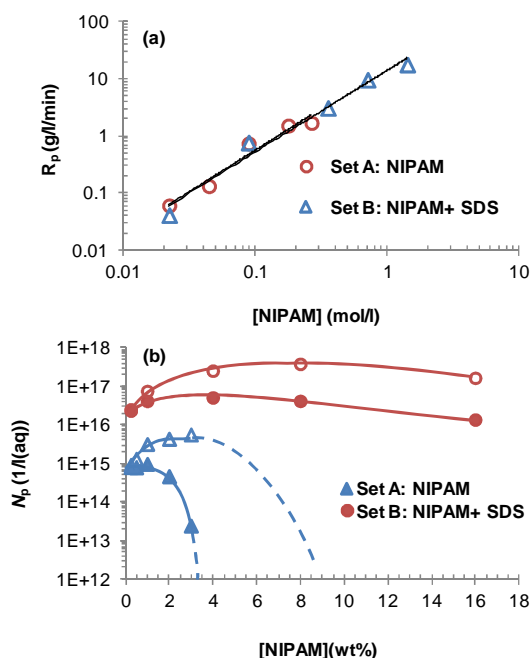 (a)
R_p (g/l/min)
100
10
1
0.1
0.01
Set A: NIPAM
Set B: NIPAM+ SDS
0.01 0.1 1 10
[NIPAM] (mol/l)
(b)
N_p (1/l(aq)
1E+18
1E+17
1E+16
1E+15
1E+14
1E+13
1E+12
Set A: NIPAM
Set B: NIPAM+ SDS
0 2 4 6 8 10 12 14 16 18
[NIPAM](wt%)